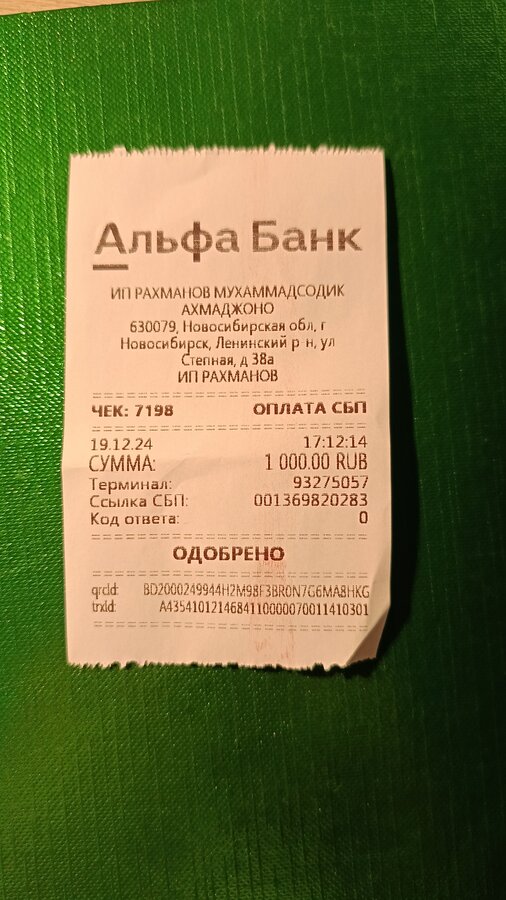 Альфа Банк
ИП РАХМАНОВ МУХАММАДСОДИК
АХМАДЖОНО
630079, Новосибирская обл, г
Новосибирск, Ленинский р-н, ул
Степная, д 38а
ИП РАХМАНОВ
ЧЕК: 7198 ОПЛАТА СБП
19.12.24 17:12:14
СУММА: 1 000.00 RUB
Терминал: 93275057
Ссылка СБП: 001369820283
Код ответа: 0
ОДОБРЕНО
qrcId: BD2000249944H2M98F3BR0N7G6MA8HKG
trxId: A4354101214684110000070011410301